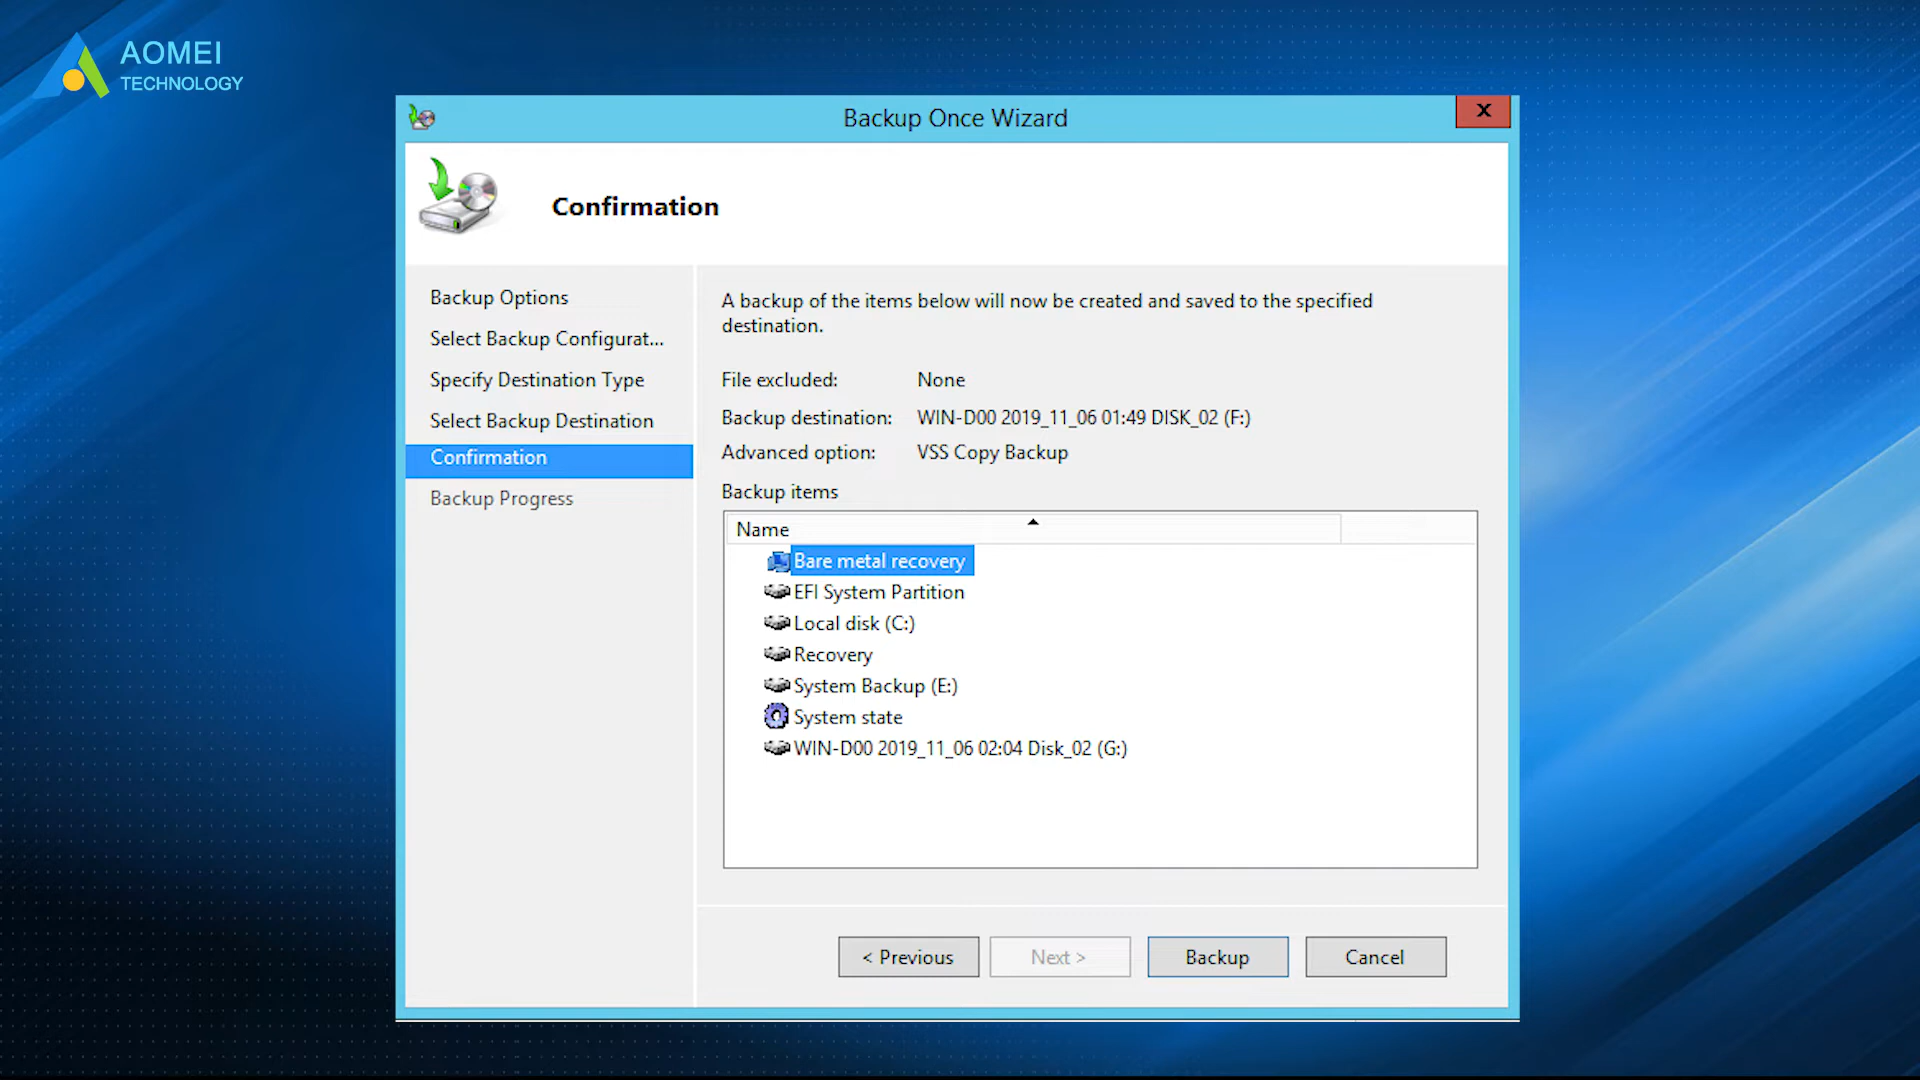 AOMEI
TECHNOLOGY
Backup Once Wizard
X
Confirmation
Backup Options
Select Backup Configurat...
Specify Destination Type
Select Backup Destination
Confirmation
Backup Progress
A backup of the items below will now be created and saved to the specified
destination.
File excluded: None
Backup destination: WIN-D00 2019_11_06 01:49 DISK_02 (F:)
Advanced option: VSS Copy Backup
Backup items
Name
Bare metal recovery
EFI System Partition
Local disk (C:)
Recovery
System Backup (E:)
System state
WIN-D00 2019_11_06 02:04 Disk_02 (G:)
< Previous
Next >
Backup
Cancel